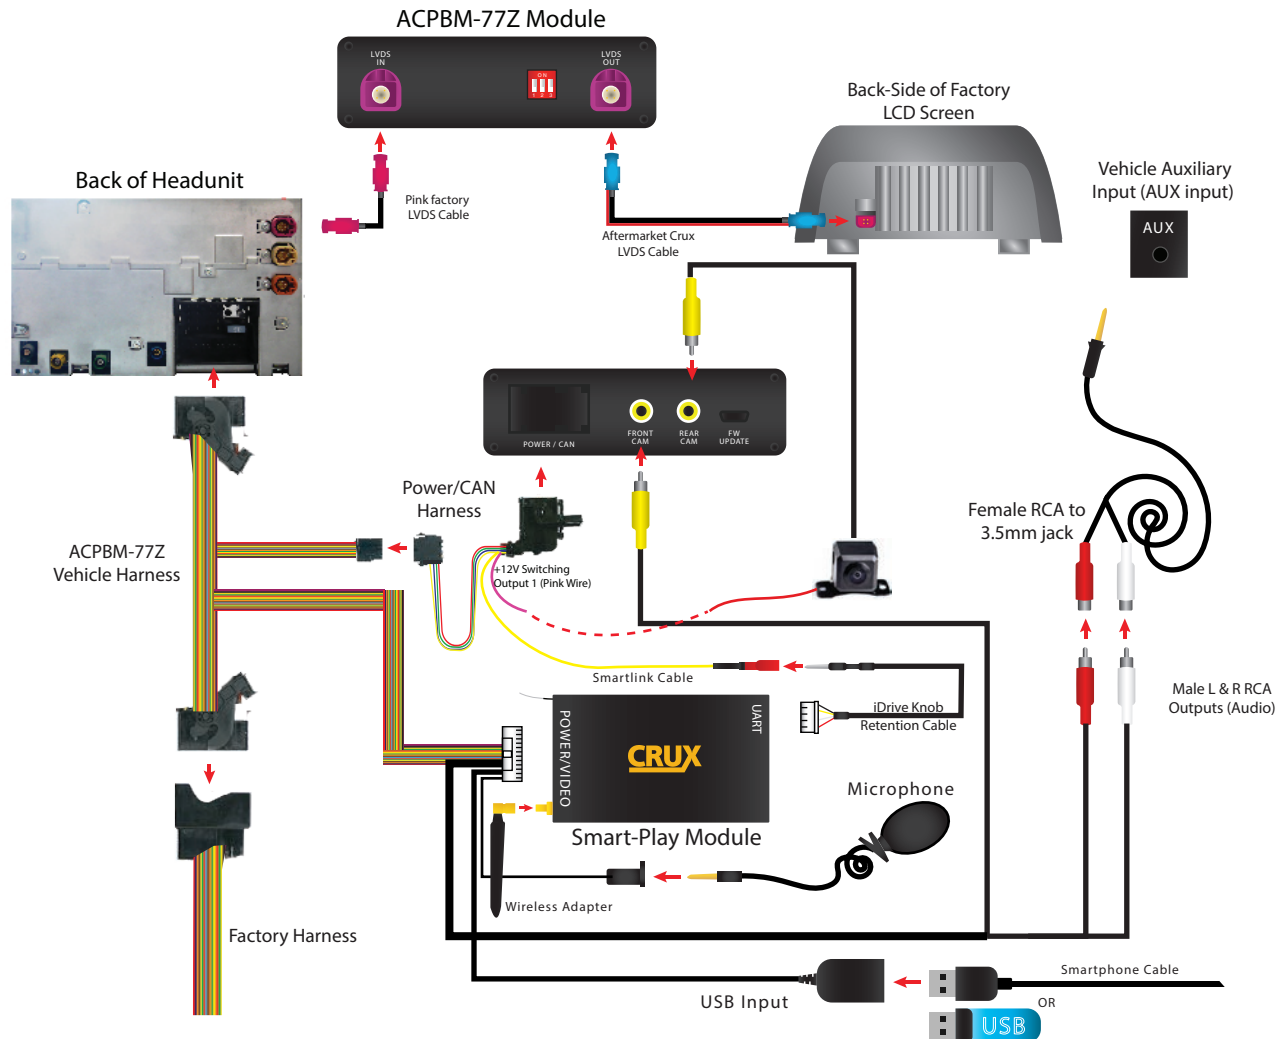 ACPBM-77Z Module
LVDS
IN
ON
1 2 3
LVDS
OUT
Back-Side of Factory
LCD Screen
Vehicle Auxiliary
Input (AUX input)
AUX
Back of Headunit
Pink factory
LVDS Cable
Aftermarket Crux
LVDS Cable
POWER / CAN
FRONT
CAM
REAR
CAM
FW
UPDATE
Power/CAN
Harness
+12V Switching
Output 1 (Pink Wire)
ACPBM-77Z
Vehicle Harness
Female RCA to
3.5mm jack
Smartlink Cable
iDrive Knob
Retention Cable
Male L & R RCA
Outputs (Audio)
POWER/VIDEO
UART
CRUX
Smart-Play Module
Microphone
Wireless Adapter
Factory Harness
USB Input
Smartphone Cable
OR
USB